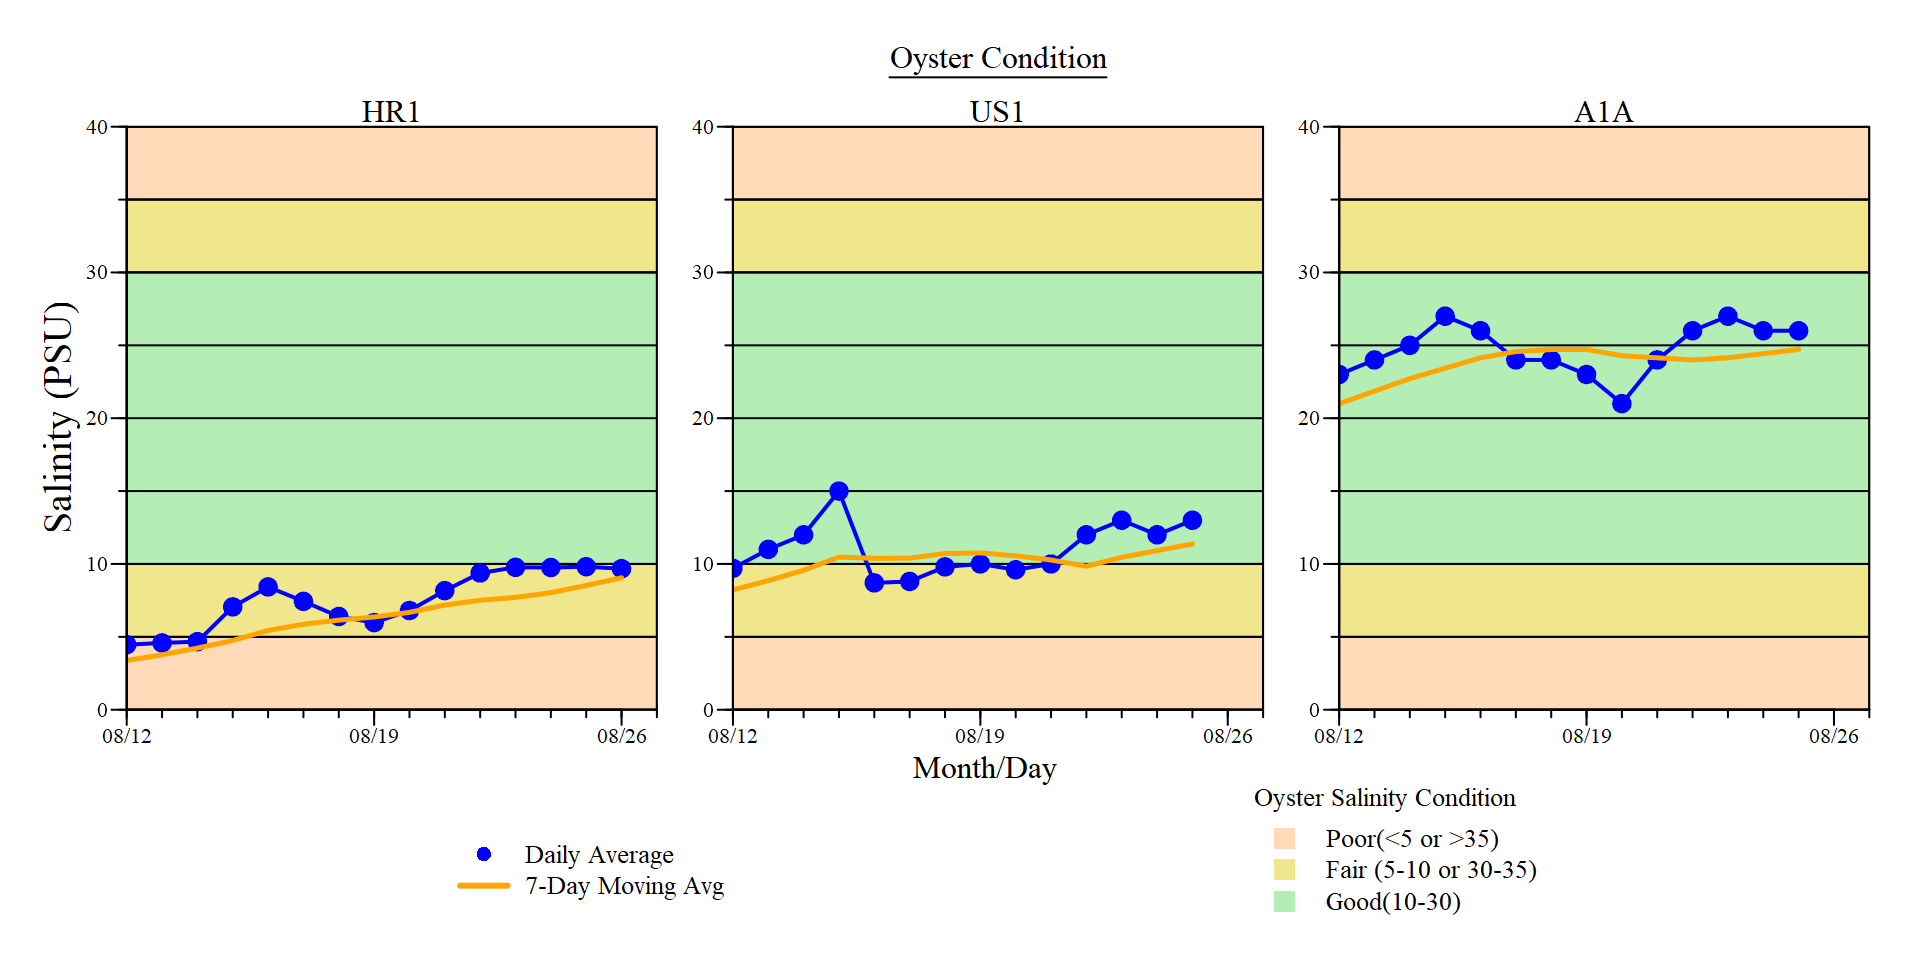 Oyster Condition
HR1
US1
A1A
Salinity (PSU)
40
30
20
10
0
08/12
08/19
08/26
40
30
20
10
0
08/12
08/19
08/26
40
30
20
10
0
08/12
08/19
08/26
Month/Day
Daily Average
7-Day Moving Avg
Oyster Salinity Condition
Poor(<5 or >35)
Fair (5-10 or 30-35)
Good(10-30)